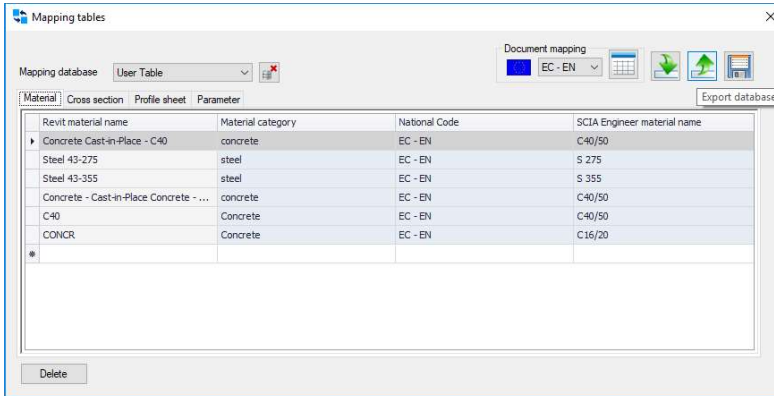 Mapping tables
Document mapping
Mapping database User Table EC - EN
Material Cross section Profile sheet Parameter Export database
Revit material name Material category National Code SCIA Engineer material name
Concrete Cast-in-Place - C40 concrete EC - EN C40/50
Steel 43-275 steel EC - EN S 275
Steel 43-355 steel EC - EN S 355
Concrete - Cast-in-Place Concrete - ... concrete EC - EN C40/50
C40 Concrete EC - EN C40/50
CONCR Concrete EC - EN C16/20
Delete